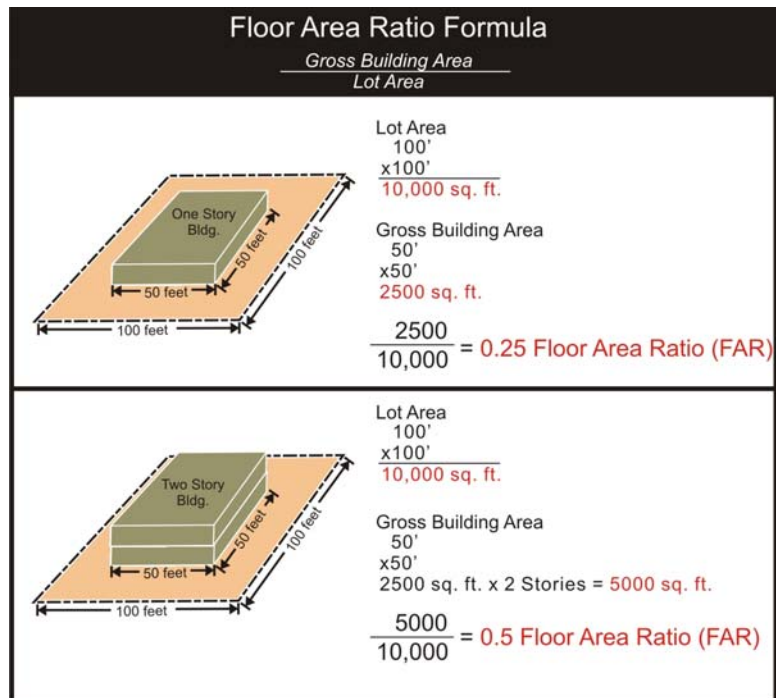 Floor Area Ratio Formula
Gross Building Area
Lot Area
One Story
Bldg.
50 feet
50 feet
100 feet
100 feet
Lot Area
100’
x100’
10,000 sq. ft.
Gross Building Area
50’
x50’
2500 sq. ft.
2500
10,000
= 0.25 Floor Area Ratio (FAR)
Two Story
Bldg.
50 feet
50 feet
100 feet
100 feet
Lot Area
100’
x100’
10,000 sq. ft.
Gross Building Area
50’
x50’
2500 sq. ft. x 2 Stories = 5000 sq. ft.
5000
10,000
= 0.5 Floor Area Ratio (FAR)